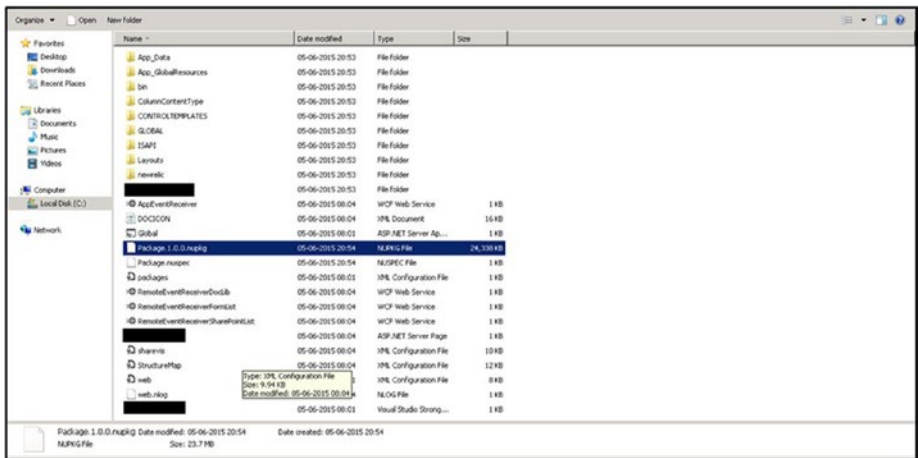 Organize Open New folder
Favorites
Desktop
Downloads
Recent Places
Libraries
Documents
Music
Pictures
Videos
Computer
Local Disk (C:)
Network
Name Date modified Type Size
App_Data 05-06-2015 20:53 File folder
App_GlobalResources 05-06-2015 20:53 File folder
bin 05-06-2015 20:53 File folder
ColumnContentType 05-06-2015 20:53 File folder
CONTROLTEMPLATES 05-06-2015 20:53 File folder
GLOBAL 05-06-2015 20:53 File folder
ISAPI 05-06-2015 20:53 File folder
Layouts 05-06-2015 20:53 File folder
newrelic 05-06-2015 20:53 File folder
05-06-2015 20:53 File folder
AppEventReceiver 05-06-2015 08:04 WCF Web Service 1 KB
DOCICON 05-06-2015 08:04 XML Document 16 KB
Global 05-06-2015 08:01 ASP.NET Server Ap... 1 KB
Package.1.0.0.nupkg 05-06-2015 20:54 NUPKG File 24,330 KB
Package.nuspec 05-06-2015 20:54 NUSPEC File 1 KB
packages 05-06-2015 08:01 XML Configuration File 1 KB
RemoteEventReceiverDocLib 05-06-2015 08:04 WCF Web Service 1 KB
RemoteEventReceiverFormList 05-06-2015 08:04 WCF Web Service 1 KB
RemoteEventReceiverSharePointList 05-06-2015 08:04 WCF Web Service 1 KB
05-06-2015 08:04 ASP.NET Server Page 1 KB
sharevis 05-06-2015 08:04 XML Configuration File 10 KB
StructureMap 05-06-2015 08:04 XML Configuration File 12 KB
web 1 XML Configuration File 8 KB
web.nlog 4 NLOG File 1 KB
Type: XML Configuration File
Size: 9.94 KB
Date modified: 05-06-2015 08:04
05-06-2015 08:01 Visual Studio Strong.... 1 KB
Package.1.0.0.nupkg Date modified: 05-06-2015 20:54 Date created: 05-06-2015 20:54
NUPKG File Size: 23.7 MB